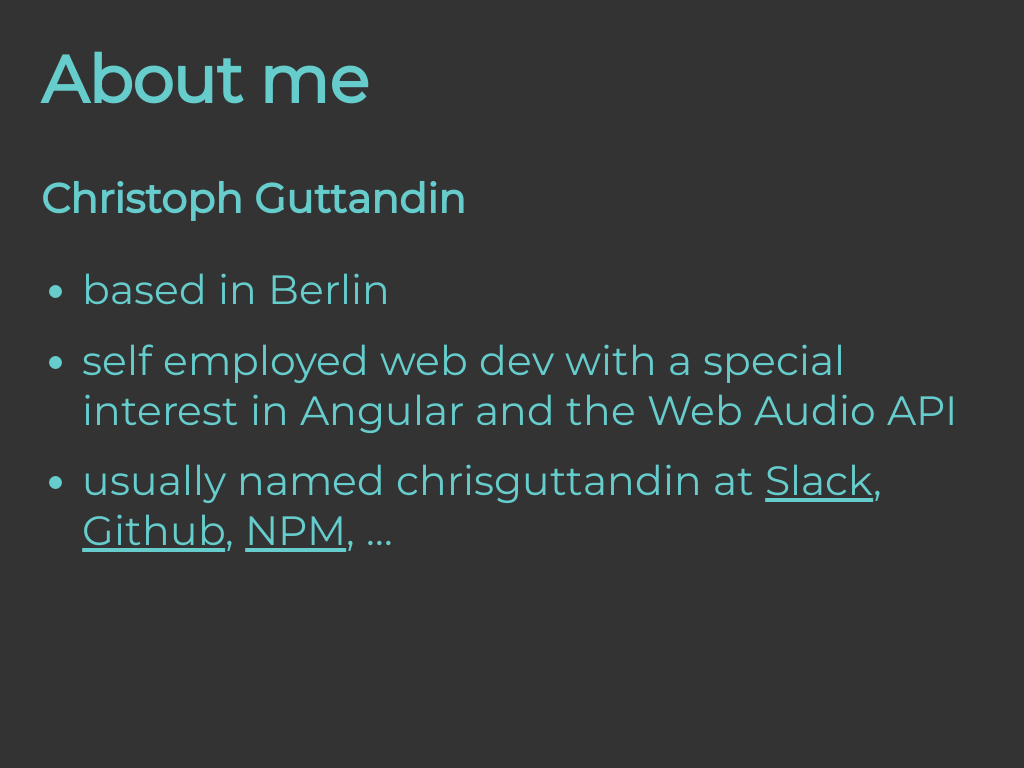 About me
Christoph Guttandin
• based in Berlin
• self employed web dev with a special
interest in Angular and the Web Audio API
• usually named chrisguttandin at Slack,
Github, NPM, ...